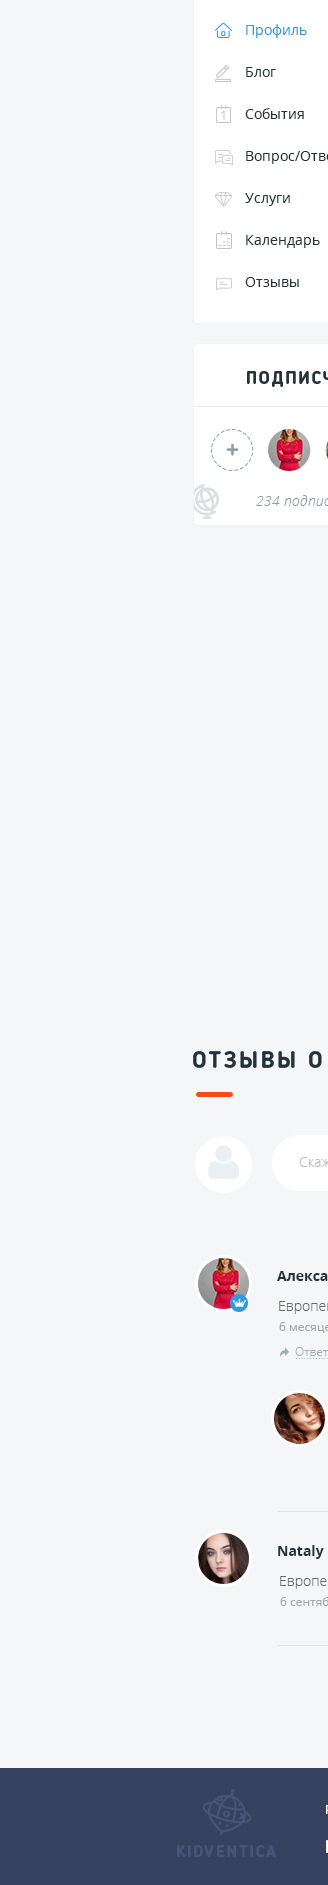 Профиль
Блог
События
Вопрос/Отв
Услуги
Календарь
Отзывы
ПОДПИСЧ
234 подпис
ОТЗЫВЫ О
Скаж
Алекса
Европе
6 месяце
Ответ
Nataly
Европе
6 сентяб
KIDVENTICA